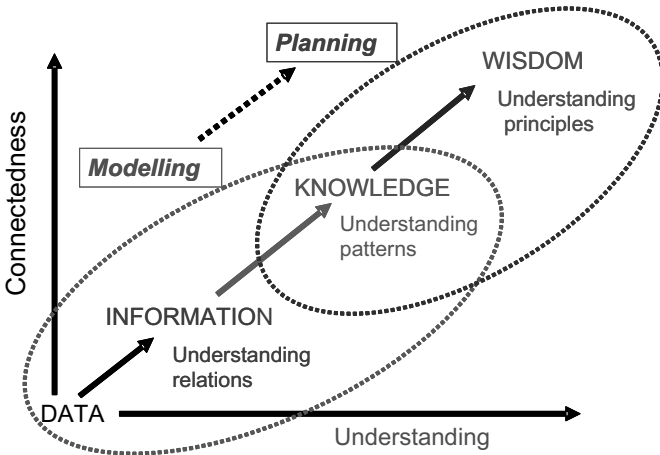 Planning
WISDOM
Understanding
principles
Modelling
KNOWLEDGE
Understanding
patterns
Connectedness
INFORMATION
Understanding
relations
DATA
Understanding